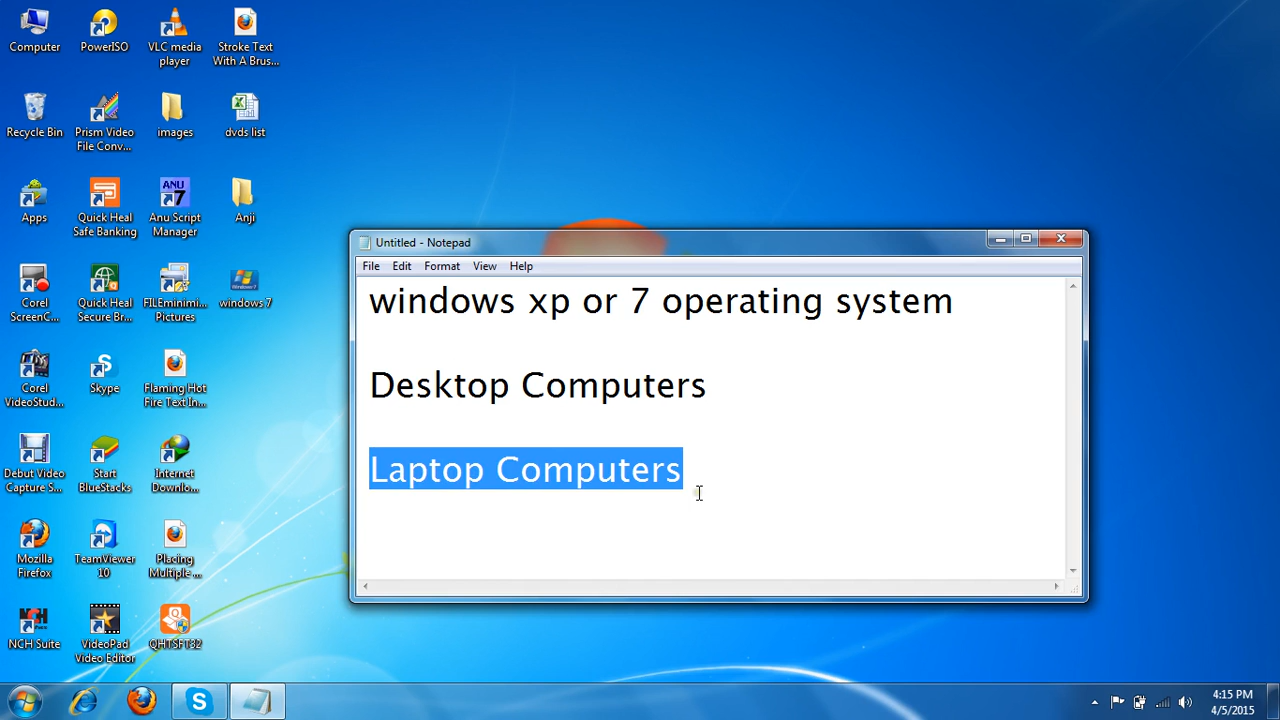 Computer
PowerISO
VLC media
player
Stroke Text
With A Brus...
Recycle Bin
Prism Video
File Conv...
images
dvds list
Apps
Quick Heal
Safe Banking
ANU
7
Anu Script
Manager
Anji
Corel
ScreenC...
Quick Heal
Secure Br...
FILEminimi...
Pictures
windows 7
Corel
VideoStud...
Skype
Flaming Hot
Fire Text In...
Debut Video
Capture S...
Start
BlueStacks
Internet
Downlo...
Mozilla
Firefox
TeamViewer
10
Placing
Multiple ...
NCH
NCH Suite
VideoPad
Video Editor
QHTSFT32
Untitled - Notepad
File Edit Format View Help
windows xp or 7 operating system
Desktop Computers
Laptop Computers
4:15 PM
4/5/2015